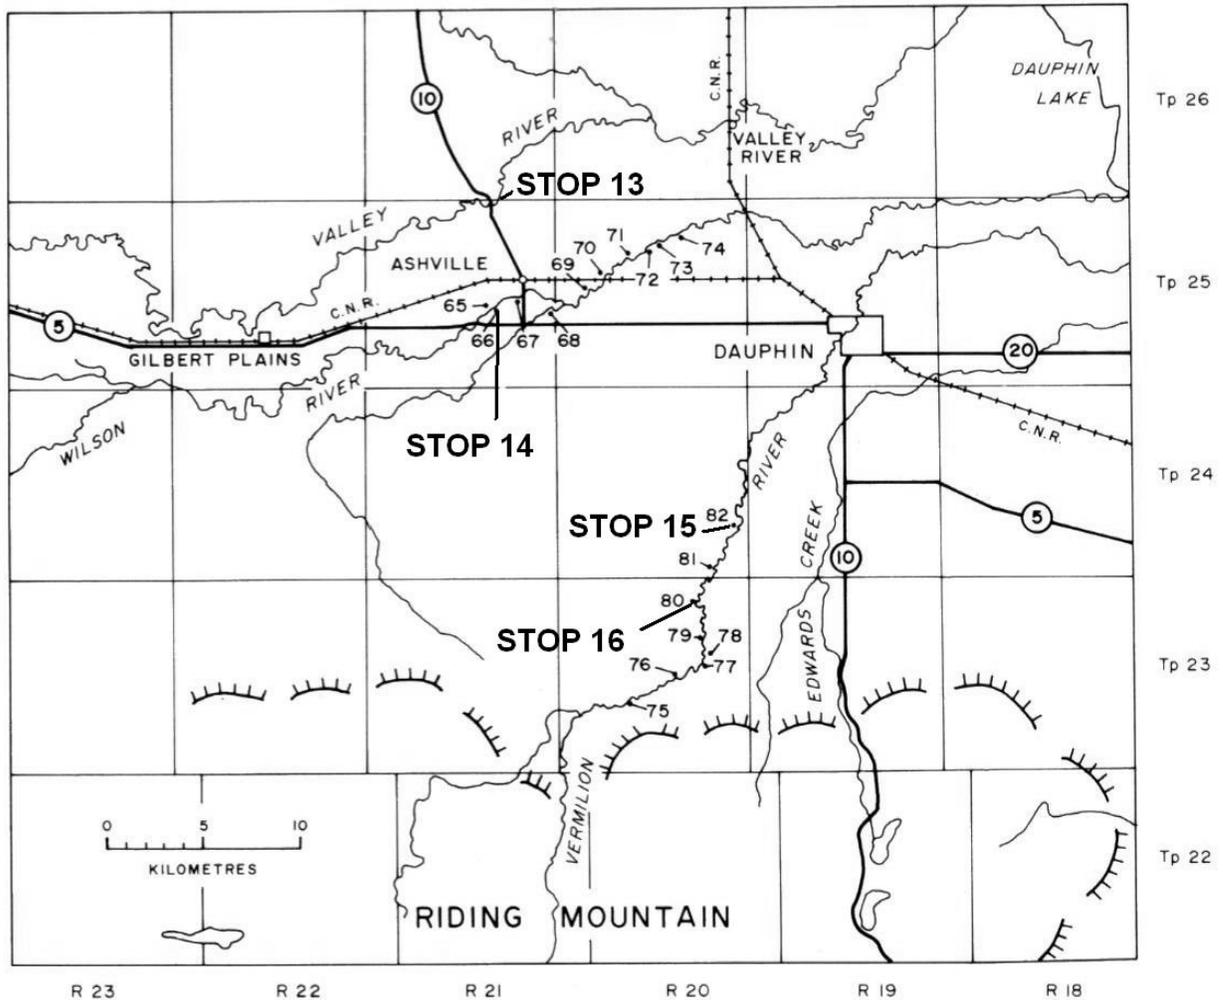 DAUPHIN
LAKE
Tp 26
10
C.N.R.
RIVER
VALLEY
RIVER
STOP 13
VALLEY
71
70
74
ASHVILLE
69
73
72
Tp 25
C.N.R.
65
5
66
67
68
GILBERT PLAINS
DAUPHIN
20
RIVER
WILSON
STOP 14
C.N.R.
RIVER
Tp 24
82
STOP 15
5
CREEK
81
10
80
STOP 16
79
78
EDWARDS
76
77
Tp 23
75
VERMILION
0 5 10
KILOMETRES
Tp 22
RIDING MOUNTAIN
R 23 R 22 R 21 R 20 R 19 R 18